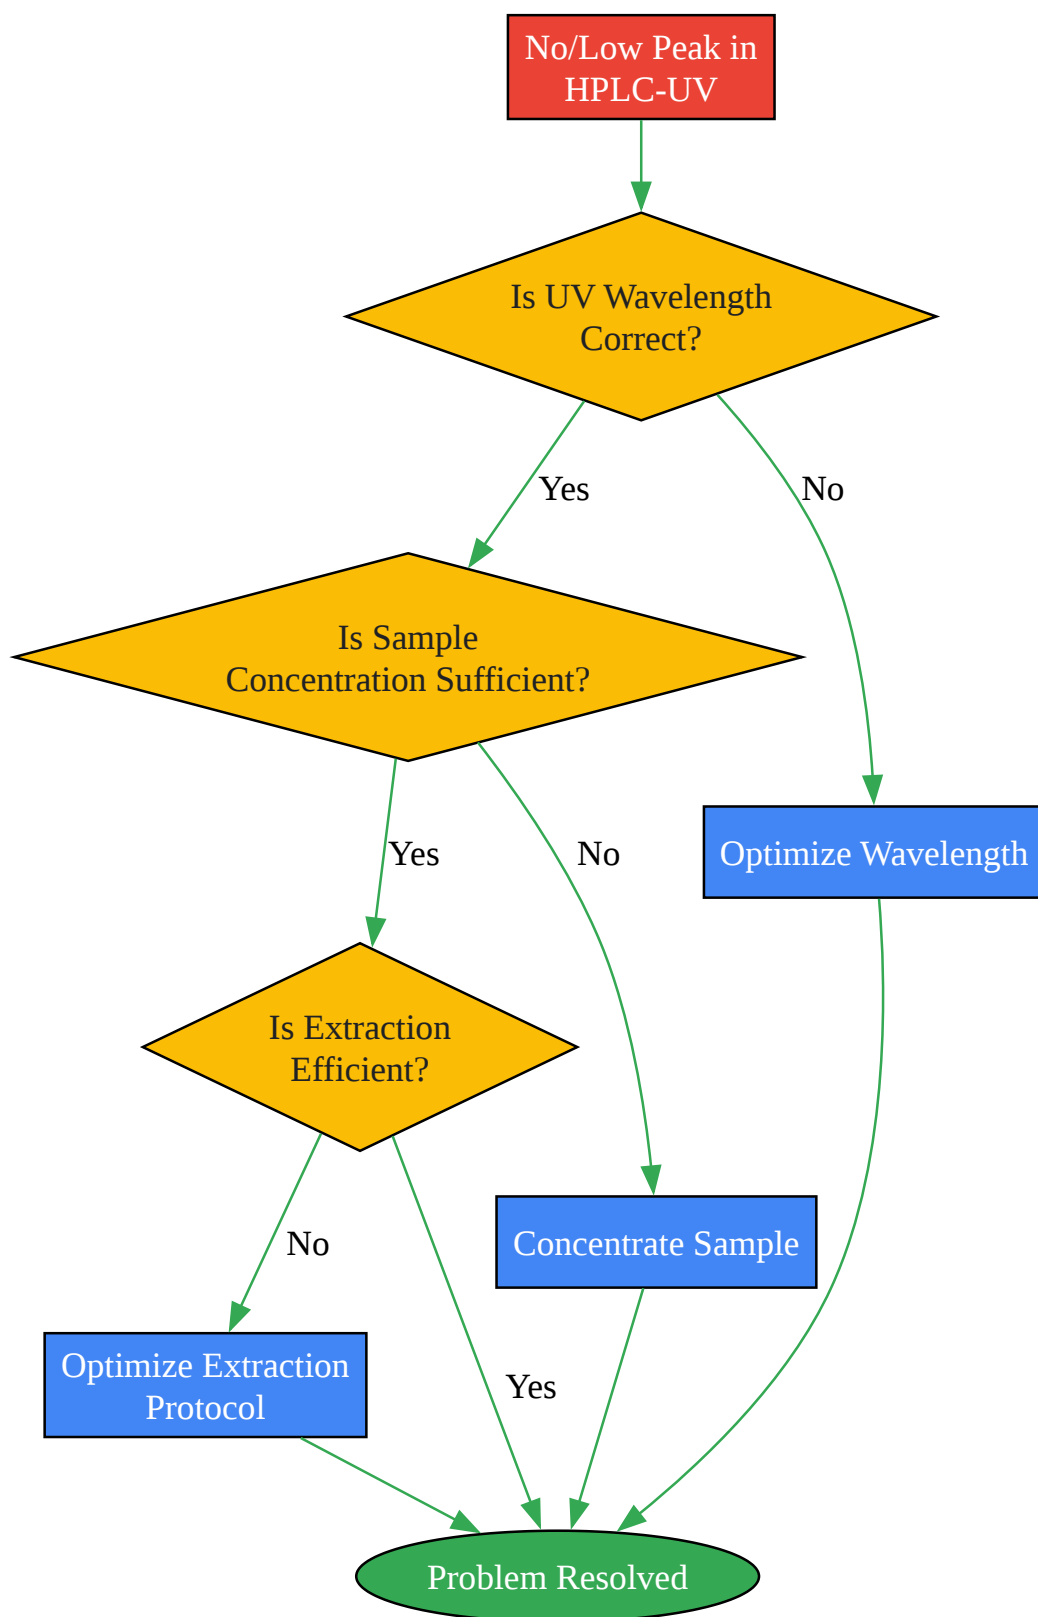 No/Low Peak in
HPLC-UV
Is UV Wavelength
Correct?
Yes
No
Is Sample
Concentration Sufficient?
Yes
No
Optimize Wavelength
Is Extraction
Efficient?
No
Concentrate Sample
Optimize Extraction
Protocol
Yes
Problem Resolved